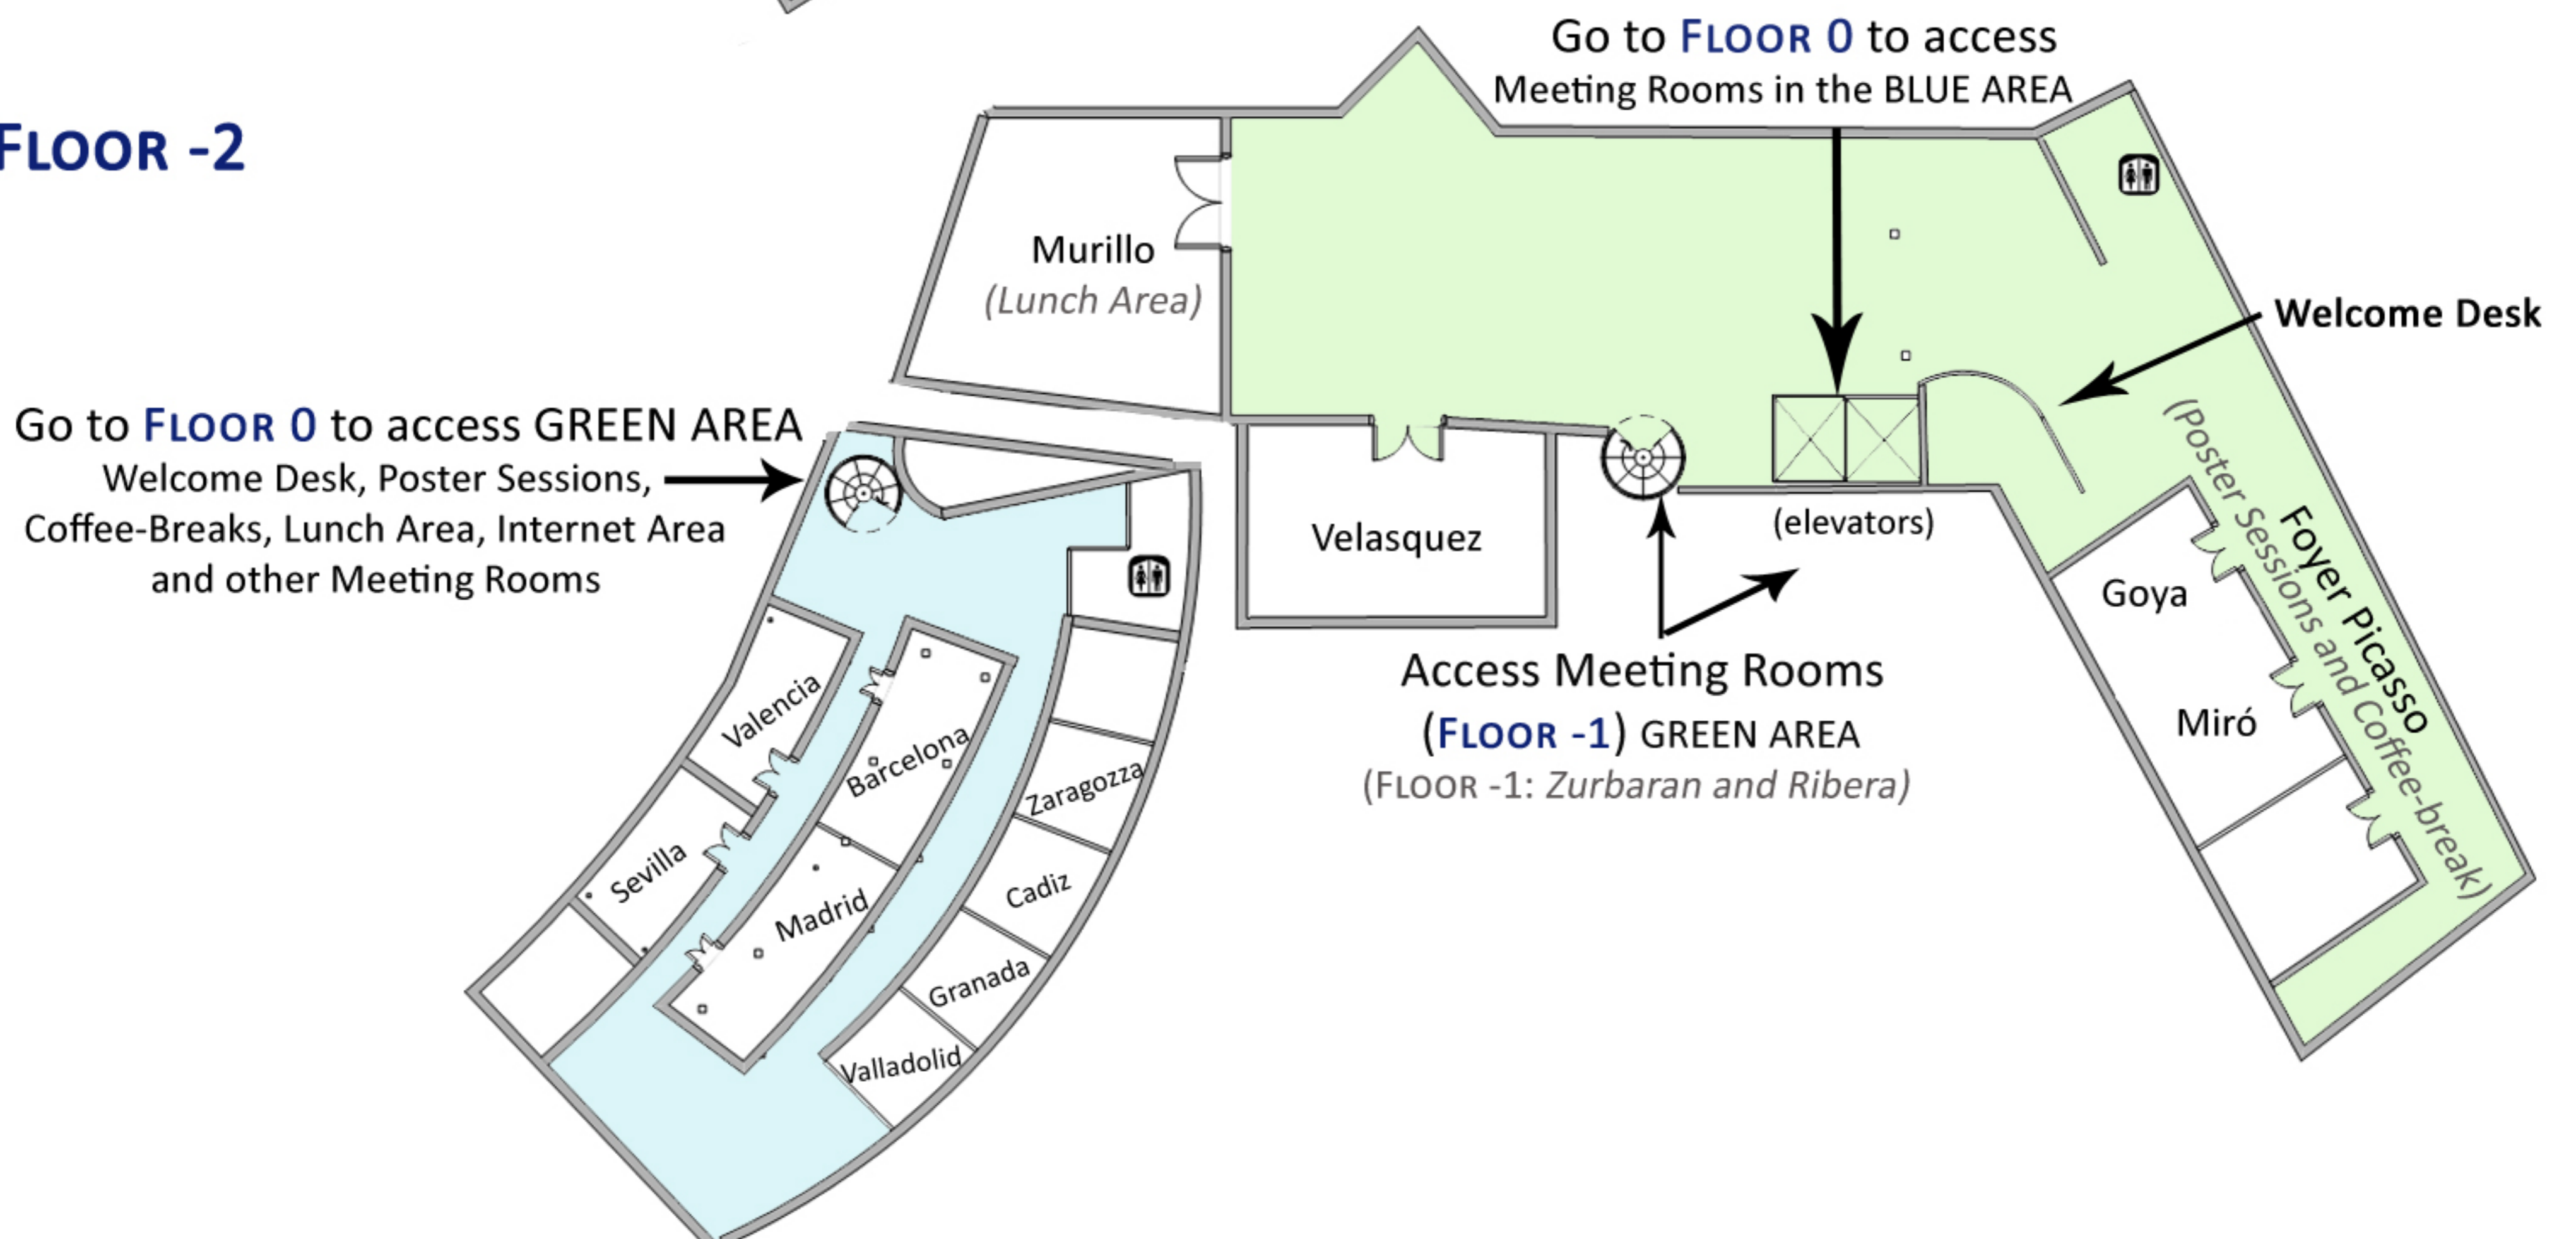 Go to FLOOR 0 to access
Meeting Rooms in the BLUE AREA
FLOOR -2
Murillo
(Lunch Area)
Welcome Desk
Go to FLOOR 0 to access GREEN AREA
Welcome Desk, Poster Sessions,
Coffee-Breaks, Lunch Area, Internet Area
and other Meeting Rooms
Velasquez
(elevators)
Foyer Picasso
(Poster Sessions and Coffee-break)
Goya
Miró
Access Meeting Rooms
(FLOOR -1) GREEN AREA
(FLOOR -1: Zurbaran and Ribera)
Valencia
Barcelona
Zaragozza
Sevilla
Madrid
Cadiz
Granada
Valladolid